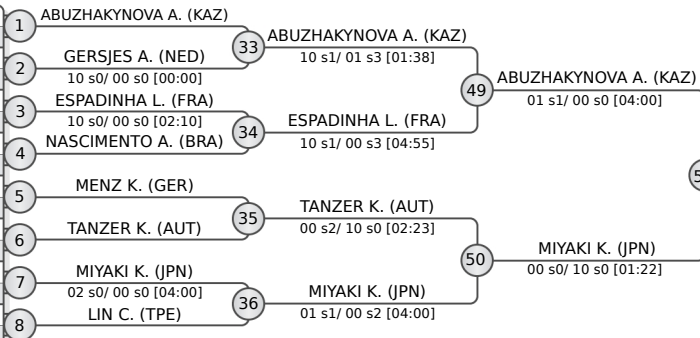 1
ABUZHAKYNOVA A. (KAZ)
2
GERSJES A. (NED)
10 s0/ 00 s0 [00:00]
3
ESPADINHA L. (FRA)
10 s0/ 00 s0 [02:10]
4
NASCIMENTO A. (BRA)
5
MENZ K. (GER)
6
TANZER K. (AUT)
7
MIYAKI K. (JPN)
02 s0/ 00 s0 [04:00]
8
LIN C. (TPE)
33
ABUZHAKYNOVA A. (KAZ)
10 s1/ 01 s3 [01:38]
34
ESPADINHA L. (FRA)
10 s1/ 00 s3 [04:55]
35
TANZER K. (AUT)
00 s2/ 10 s0 [02:23]
36
MIYAKI K. (JPN)
01 s1/ 00 s2 [04:00]
49
ABUZHAKYNOVA A. (KAZ)
01 s1/ 00 s0 [04:00]
50
MIYAKI K. (JPN)
00 s0/ 10 s0 [01:22]